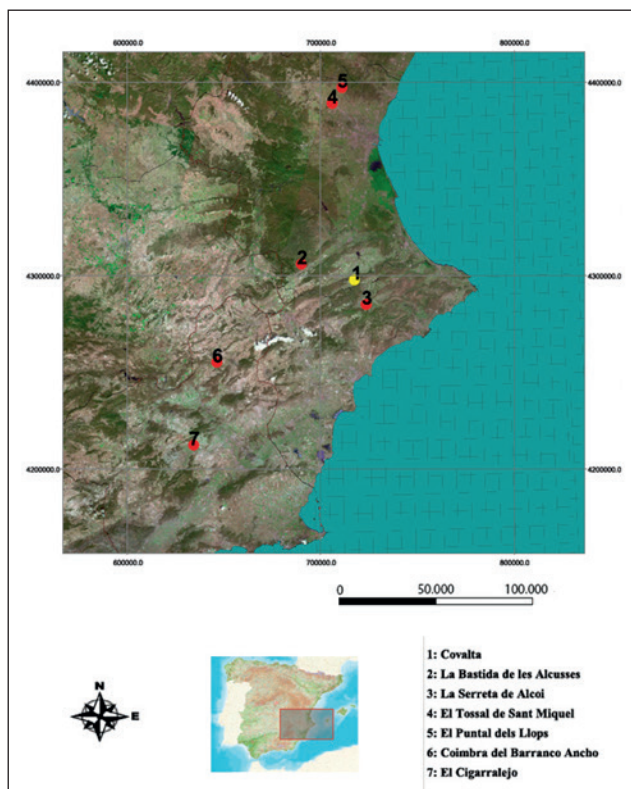 600000.0 700000.0 800000.0
4400000.0 4400000.0
5
4
2
1
4300000.0 4300000.0
3
6
7
4200000.0 4200000.0
600000.0 700000.0 800000.0
0 50.000 100.000
N
E
1: Covalta
2: La Bastida de les Alcusses
3: La Serreta de Alcoi
4: El Tossal de Sant Miquel
5: El Puntal dels Llops
6: Coimbra del Barranco Ancho
7: El Cigarralejo